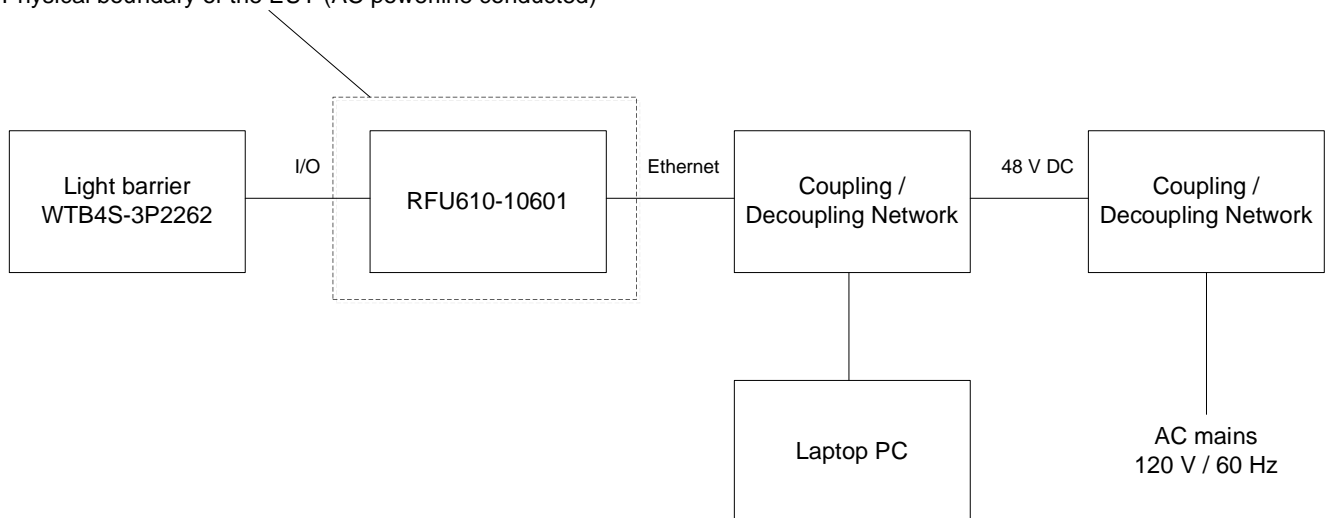 Physical boundary of the EUT (AC powerline conducted)
Light barrier
WTB4S-3P2262
I/O
RFU610-10601
Ethernet
Coupling /
Decoupling Network
48 V DC
Coupling /
Decoupling Network
Laptop PC
AC mains
120 V / 60 Hz